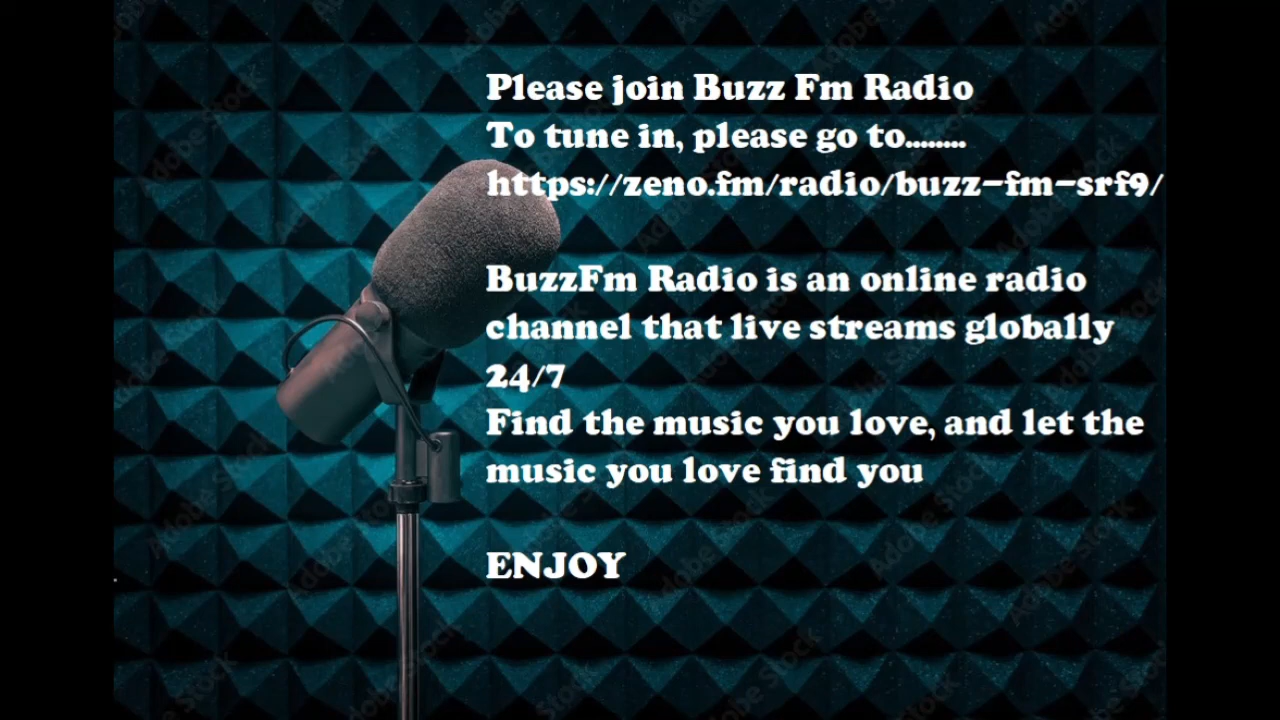 Please join Buzz Fm Radio
To tune in, please go to........
https://zeno.fm/radio/buzz-fm-srf9/
BuzzFm Radio is an online radio
channel that live streams globally
24/7
Find the music you love, and let the
music you love find you
ENJOY
Adobe Stock